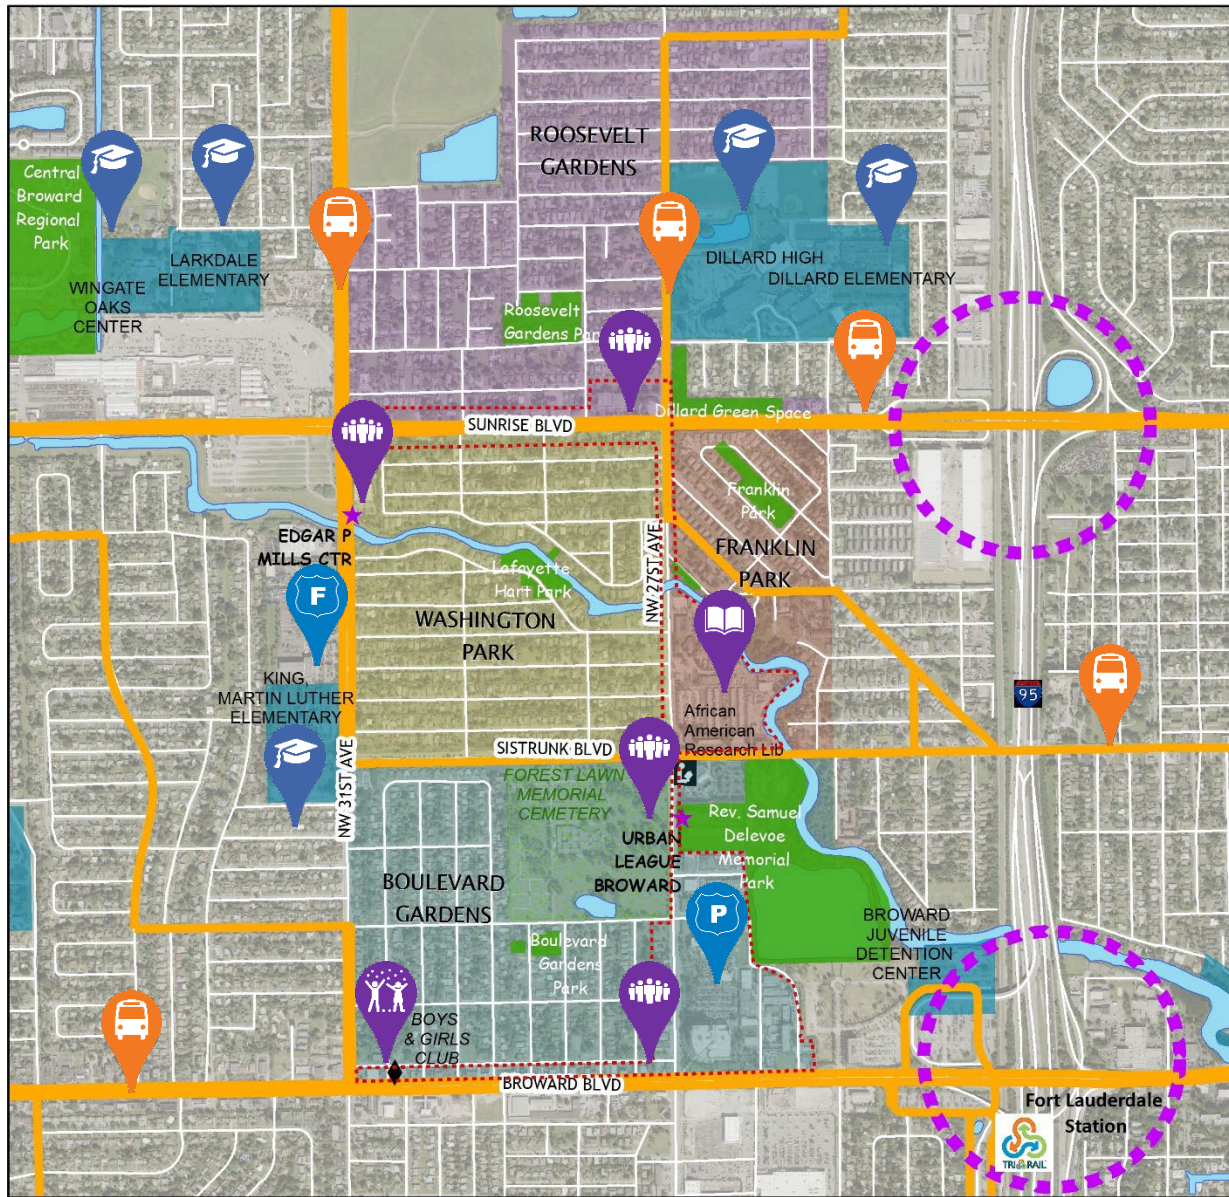 ROOSEVELT
GARDENS
Central
Broward
Regional
Park
LARKDALE
ELEMENTARY
WINGATE
OAKS
CENTER
DILLARD HIGH
DILLARD ELEMENTARY
Roosevelt
Gardens Par
Dillard Green Space
SUNRISE BLVD
EDGAR P
MILLS CTR
F
Franklin
Park
FRANKLIN
PARK
Lafayette
Hart Park
NW 27ST AVE
WASHINGTON
PARK
KING,
MARTIN LUTHER
ELEMENTARY
95
African
American
Research Lib
SISTRUNK BLVD
NW 31ST AVE
FOREST LAWN
MEMORIAL
CEMETERY
Rev. Samuel
Delevoe
Memorial
Park
URBAN
LEAGUE
BROWARD
BOULEVARD
GARDENS
P
BROWARD
JUVENILE
DETENTION
CENTER
Boulevard
Gardens
Park
BOYS
& GIRLS
CLUB
BROWARD BLVD
Fort Lauderdale
Station
TRI RAIL